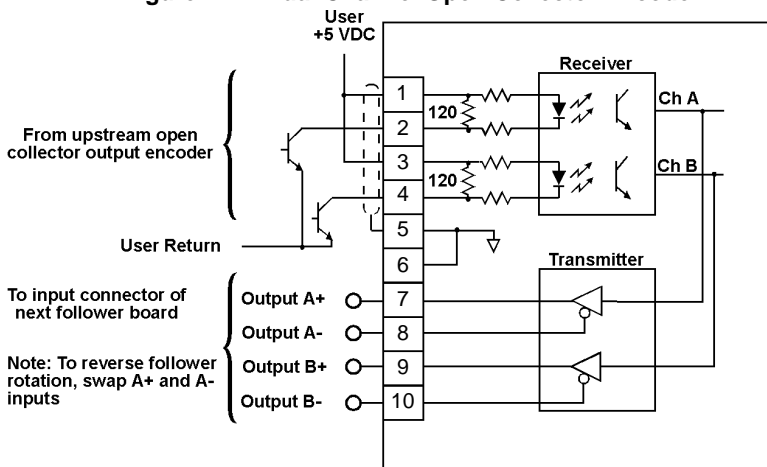 User
+5 VDC
Receiver
1
Ch A
120
2
From upstream open
collector output encoder
3
Ch B
120
4
5
User Return
6
Transmitter
To input connector of
next follower board
Output A+
7
Output A-
8
Note: To reverse follower
rotation, swap A+ and A-
inputs
Output B+
9
Output B-
10